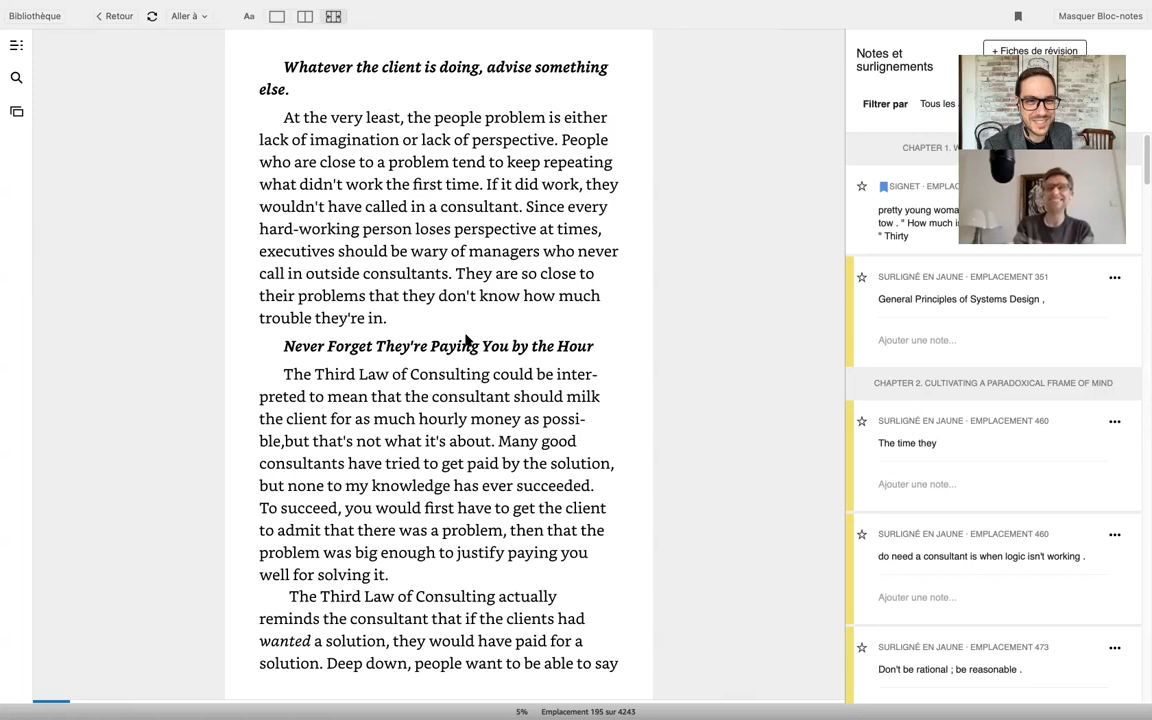 Bibliothèque
Retour
Aller à
Aa
Masquer Bloc-notes
Whatever the client is doing, advise something
else.
At the very least, the people problem is either
lack of imagination or lack of perspective. People
who are close to a problem tend to keep repeating
what didn't work the first time. If it did work, they
wouldn't have called in a consultant. Since every
hard-working person loses perspective at times,
executives should be wary of managers who never
call in outside consultants. They are so close to
their problems that they don't know how much
trouble they're in.
Never Forget They're Paying You by the Hour
The Third Law of Consulting could be inter-
preted to mean that the consultant should milk
the client for as much hourly money as possi-
ble,but that's not what it's about. Many good
consultants have tried to get paid by the solution,
but none to my knowledge has ever succeeded.
To succeed, you would first have to get the client
to admit that there was a problem, then that the
problem was big enough to justify paying you
well for solving it.
The Third Law of Consulting actually
reminds the consultant that if the clients had
wanted a solution, they would have paid for a
solution. Deep down, people want to be able to say
Notes et
surlignements
+ Fiches de révision
Filtrer par
Tous les
CHAPTER 1.
SIGNET · EMPLAC
pretty young woma
tow . " How much is
" Thirty
SURLIGNÉ EN JAUNE · EMPLACEMENT 351
General Principles of Systems Design ,
Ajouter une note...
CHAPTER 2. CULTIVATING A PARADOXICAL FRAME OF MIND
SURLIGNÉ EN JAUNE · EMPLACEMENT 460
The time they
Ajouter une note...
SURLIGNÉ EN JAUNE · EMPLACEMENT 460
do need a consultant is when logic isn't working .
Ajouter une note...
SURLIGNÉ EN JAUNE · EMPLACEMENT 473
Don't be rational ; be reasonable .
5%
Emplacement 195 sur 4243